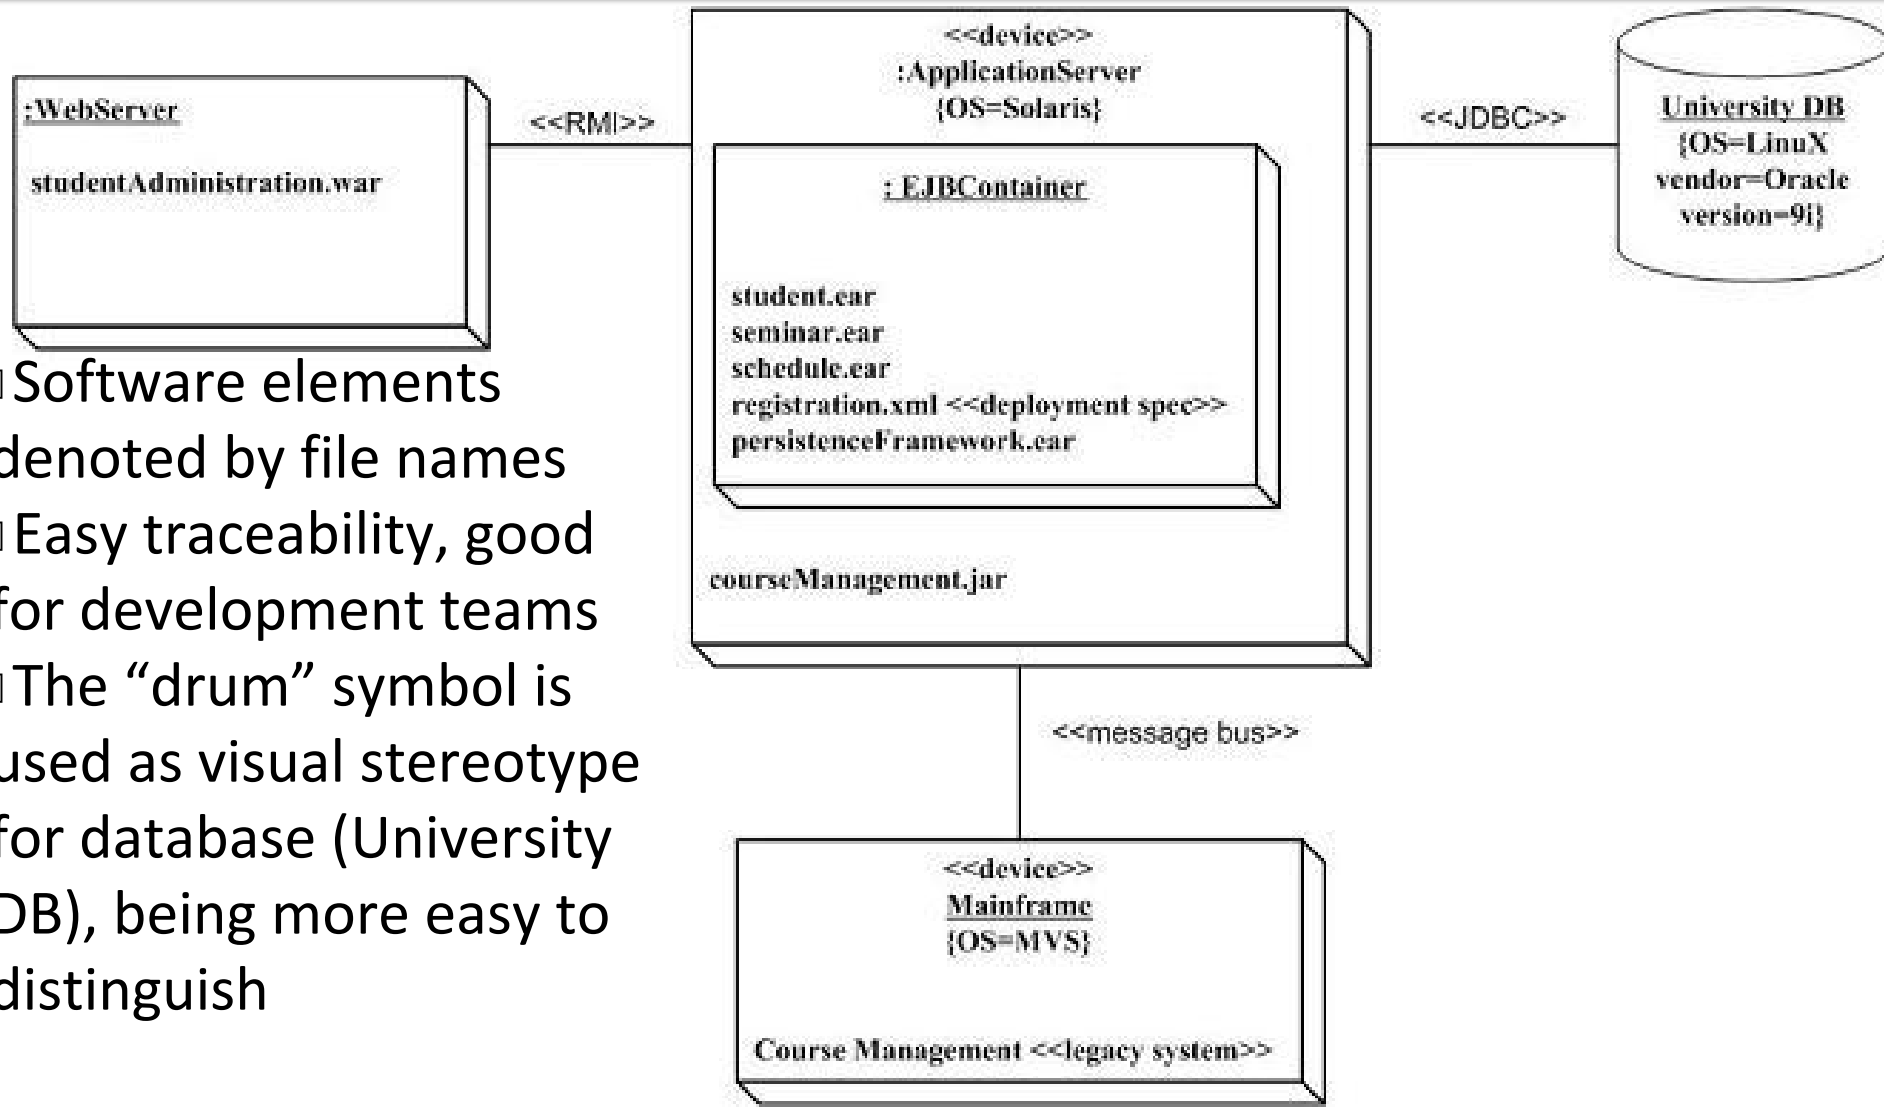 :WebServer
studentAdministration.war
<<RMI>>
<<device>>
:ApplicationServer
{OS=Solaris}
: EJBContainer
student.ear
seminar.ear
schedule.ear
registration.xml <<deployment spec>>
persistenceFramework.ear
courseManagement.jar
<<JDBC>>
University DB
{OS=LinuX
vendor=Oracle
version=9i}
<<message bus>>
<<device>>
Mainframe
{OS=MVS}
Course Management <<legacy system>>
Software elements
denoted by file names
Easy traceability, good
for development teams
The “drum” symbol is
used as visual stereotype
for database (University
DB), being more easy to
distinguish